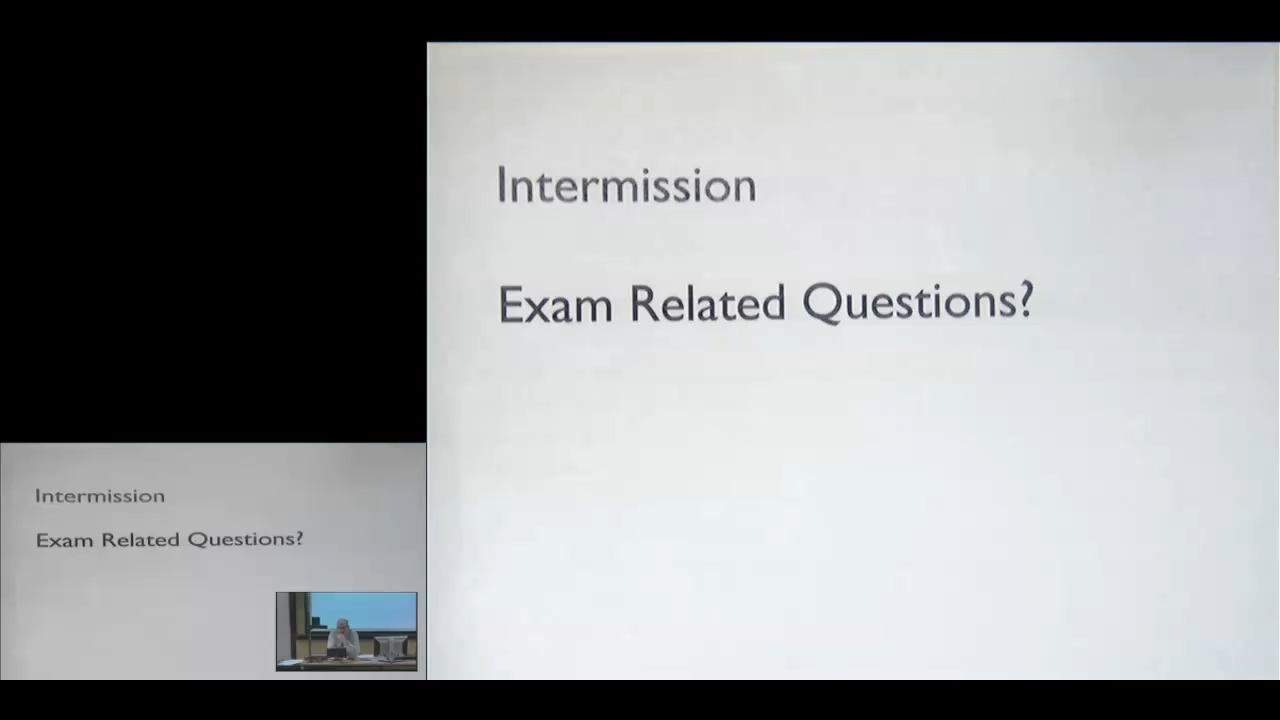 Intermission
Exam Related Questions?
Intermission
Exam Related Questions?